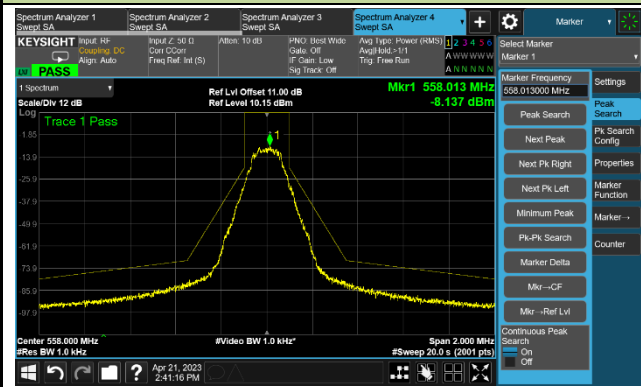 Spectrum Analyzer 1
Swept SA
Spectrum Analyzer 2
Swept SA
Spectrum Analyzer 3
Swept SA
Spectrum Analyzer 4
Swept SA
Marker
KEYSIGHT
Input: RF
Coupling: DC
Align: Auto
Input Z: 50 Ω
Corr CCorr
Freq Ref: Int (S)
Atten: 10 dB
PNO: Best Wide
Gate: Off
IF Gain: Low
Sig Track: Off
Avg Type: Power (RMS)
Avg|Hold:>1/1
Trig: Free Run
1 2 3 4 5 6
A W W W W W
A N N N N N
PASS
Select Marker
Marker 1
1 Spectrum
Scale/Div 12 dB
Ref Lvl Offset 11.00 dB
Ref Level 10.15 dBm
Mkr1 558.013 MHz
-8.137 dBm
Log
Trace 1 Pass
1
1.85
-13.9
-25.9
-37.9
-49.9
-61.9
-73.9
-85.9
-97.9
Center 558.000 MHz
#Res BW 1.0 kHz
#Video BW 1.0 kHz*
Span 2.000 MHz
#Sweep 20.0 s (2001 pts)
Marker Frequency
558.013000 MHz
Peak Search
Next Peak
Next Pk Right
Next Pk Left
Minimum Peak
Pk-Pk Search
Marker Delta
Mkr→CF
Mkr→Ref Lvl
Continuous Peak
Search
On
Off
Settings
Peak
Search
Pk Search
Config
Properties
Marker
Function
Marker→
Counter
?
Apr 21, 2023
2:41:16 PM